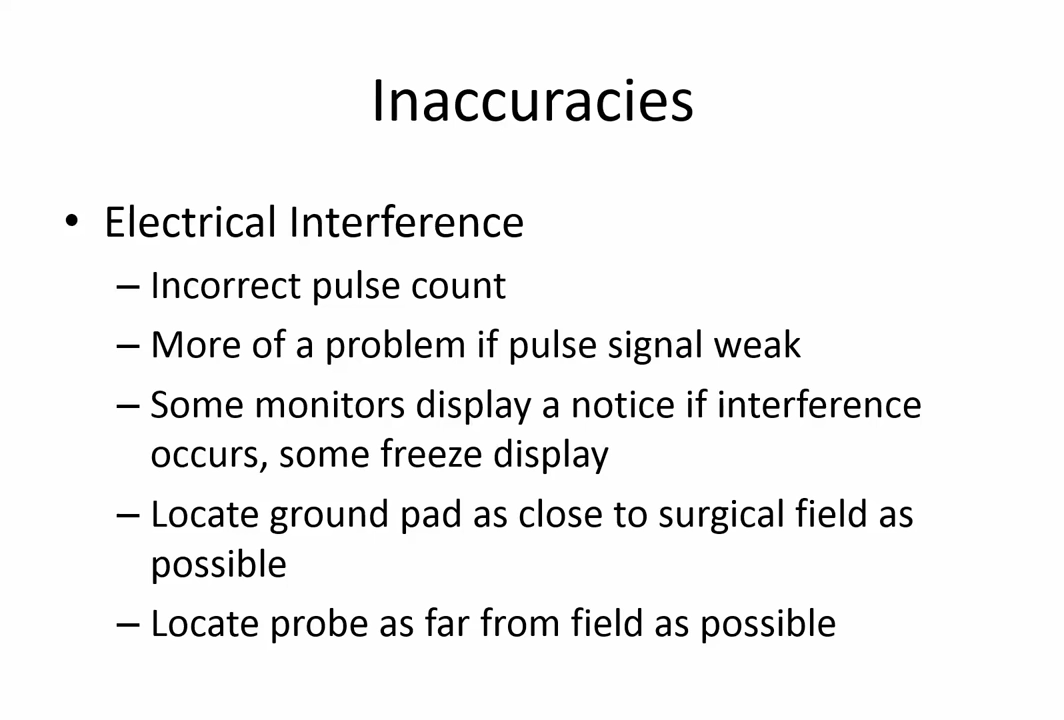 Inaccuracies
• Electrical Interference
– Incorrect pulse count
– More of a problem if pulse signal weak
– Some monitors display a notice if interference
occurs, some freeze display
– Locate ground pad as close to surgical field as
possible
– Locate probe as far from field as possible